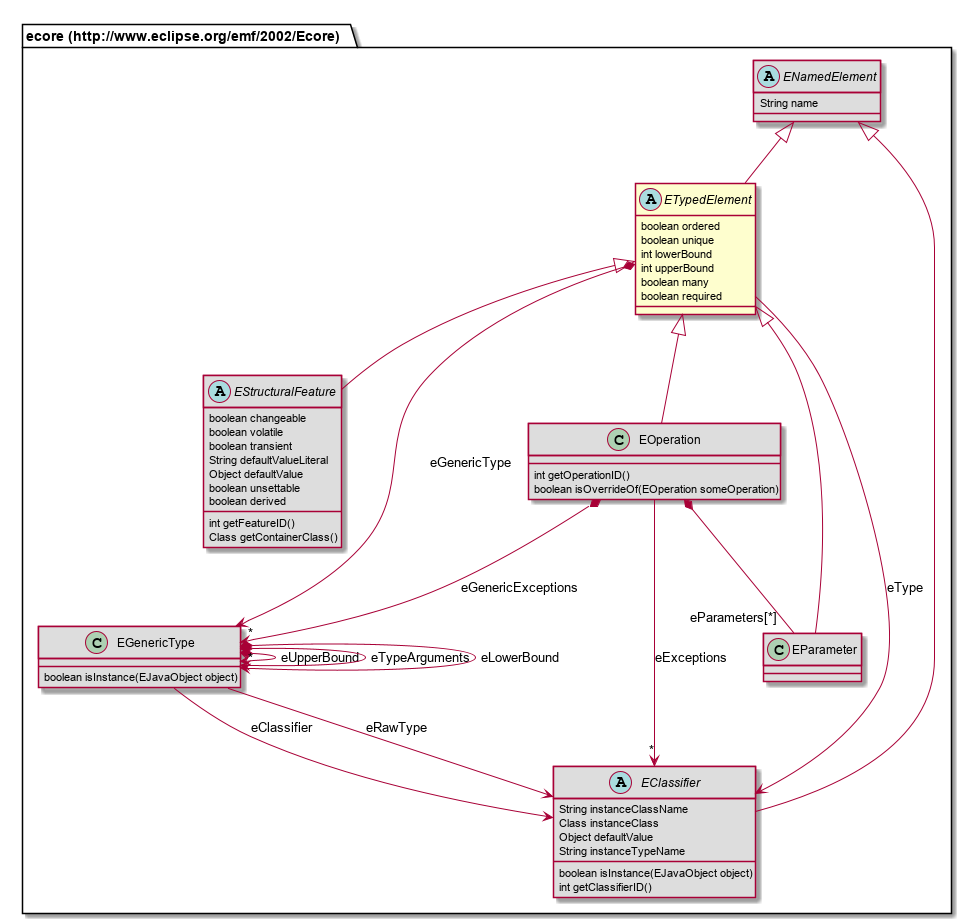 ecore (http://www.eclipse.org/emf/2002/Ecore)
A ENamedElement
String name
A ETypedElement
boolean ordered
boolean unique
int lowerBound
int upperBound
boolean many
boolean required
A EStructuralFeature
boolean changeable
boolean volatile
boolean transient
String defaultValueLiteral
Object defaultValue
boolean unsettable
boolean derived
int getFeatureID()
Class getContainerClass()
C EOperation
int getOperationID()
boolean isOverrideOf(EOperation someOperation)
eGenericType
eGenericExceptions
*
eType
eParameters[*]
eExceptions
*
C EGenericType
boolean isInstance(EJavaObject object)
*
eUpperBound
eTypeArguments
eLowerBound
C EParameter
eClassifier
eRawType
A EClassifier
String instanceClassName
Class instanceClass
Object defaultValue
String instanceTypeName
boolean isInstance(EJavaObject object)
int getClassifierID()